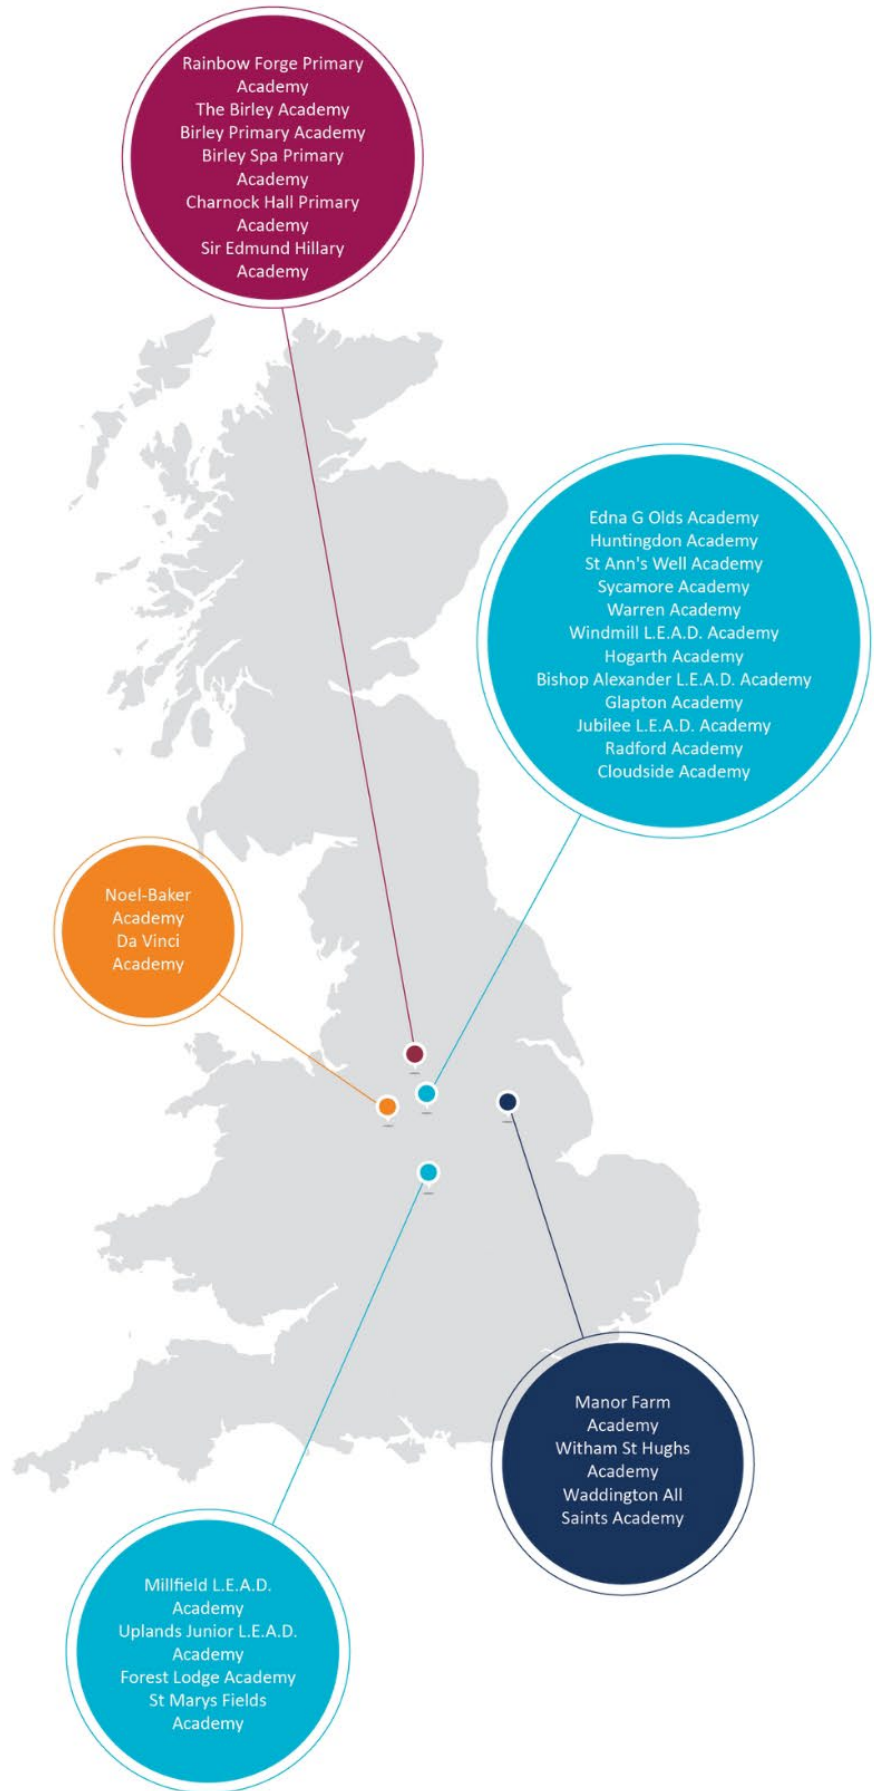 Rainbow Forge Primary
Academy
The Birley Academy
Birley Primary Academy
Birley Spa Primary
Academy
Charnock Hall Primary
Academy
Sir Edmund Hillary
Academy
Edna G Olds Academy
Huntingdon Academy
St Ann's Well Academy
Sycamore Academy
Warren Academy
Windmill L.E.A.D. Academy
Hogarth Academy
Bishop Alexander L.E.A.D. Academy
Glapton Academy
Jubilee L.E.A.D. Academy
Radford Academy
Cloudside Academy
Noel-Baker
Academy
Da Vinci
Academy
Manor Farm
Academy
Witham St Hughs
Academy
Waddington All
Saints Academy
Millfield L.E.A.D.
Academy
Uplands Junior L.E.A.D.
Academy
Forest Lodge Academy
St Marys Fields
Academy